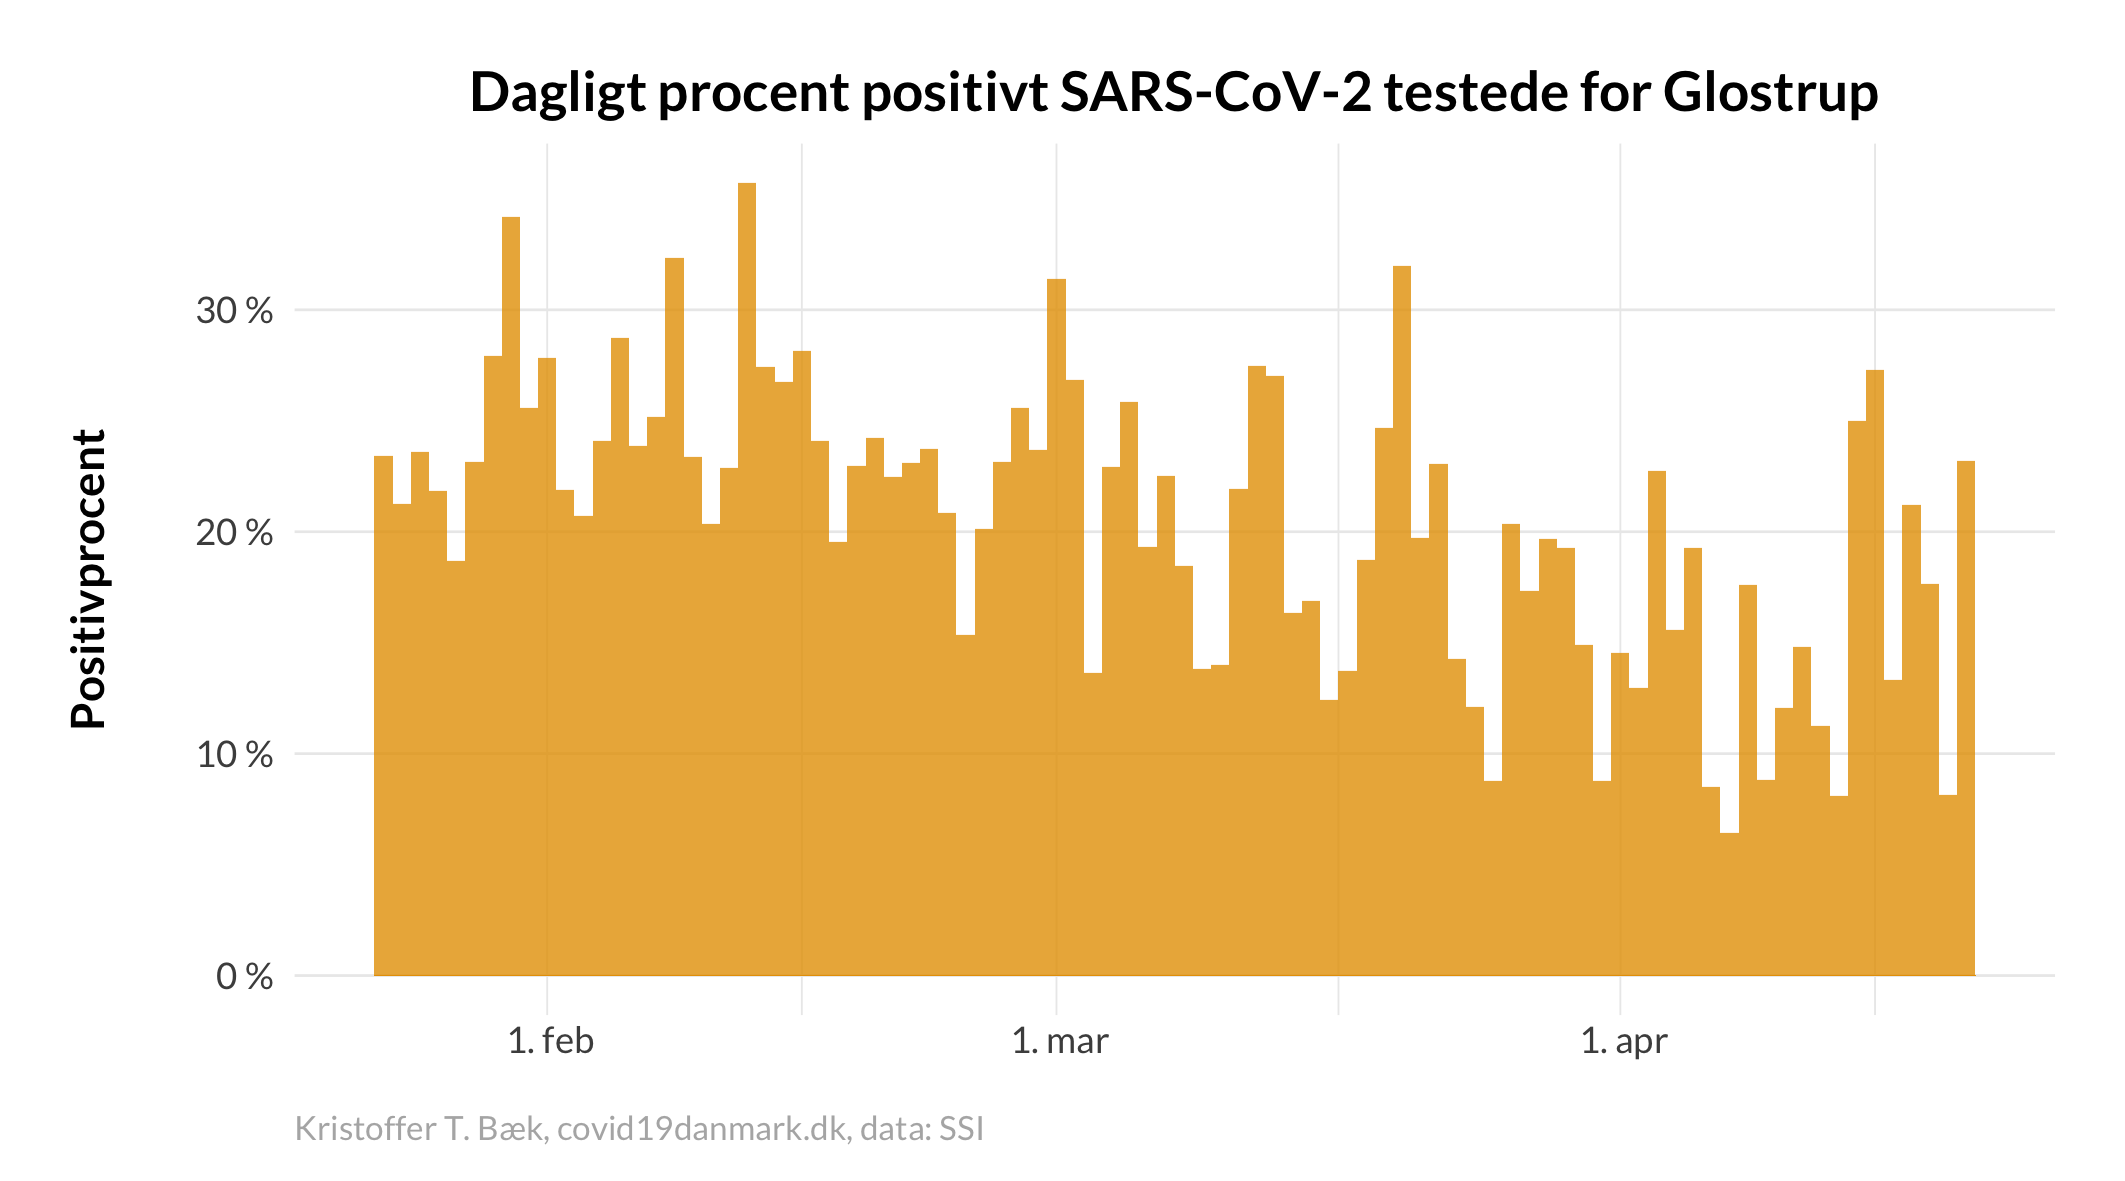 Dagligt procent positivt SARS-CoV-2 testede for Glostrup
Positivprocent
30 %
20 %
10 %
0 %
1. feb
1. mar
1. apr
Kristoffer T. Bæk, covid19danmark.dk, data: SSI